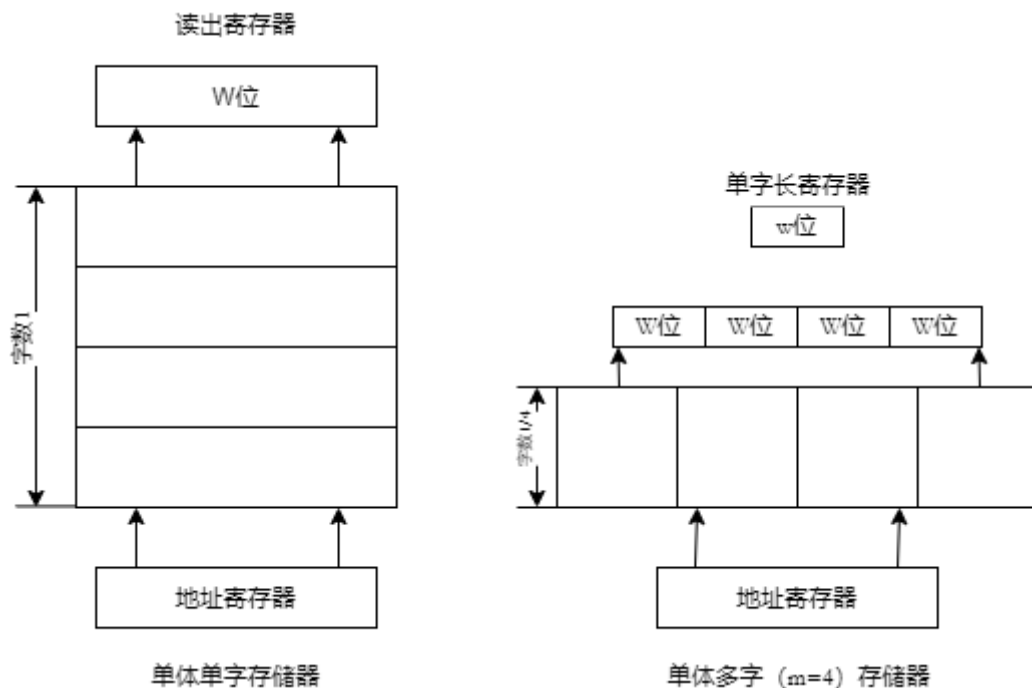 读出寄存器
W位
字数1
地址寄存器
单体单字存储器
单字长寄存器
w位
W位 W位 W位 W位
字数1/4
地址寄存器
单体多字（m=4）存储器